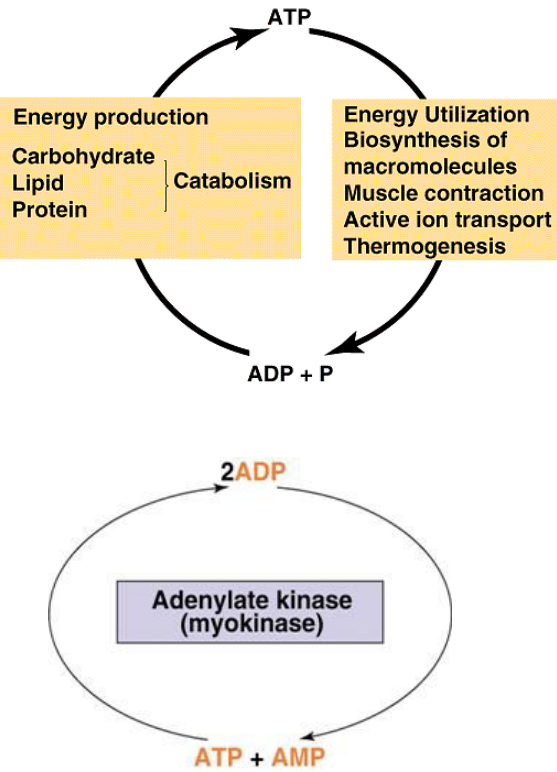 ATP
Energy production
Carbohydrate
Lipid
Protein
Catabolism
Energy Utilization
Biosynthesis of
macromolecules
Muscle contraction
Active ion transport
Thermogenesis
ADP + P
2ADP
Adenylate kinase
(myokinase)
ATP + AMP